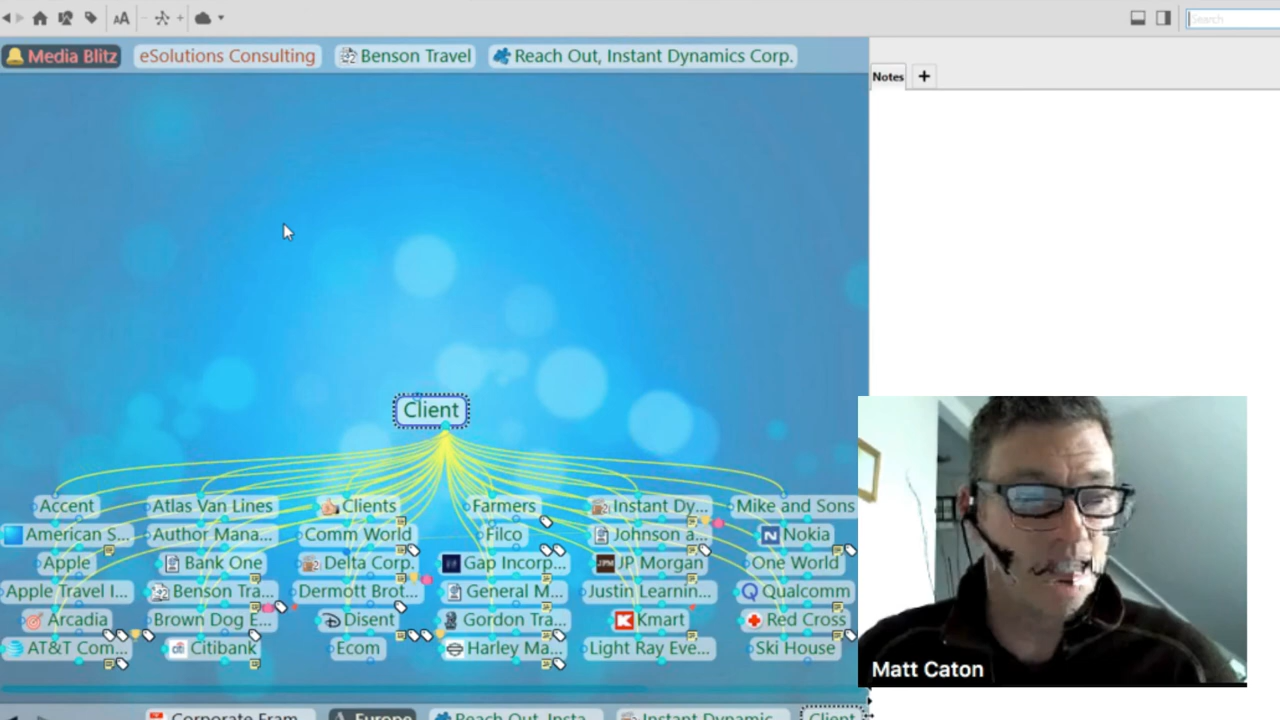 AA
Search
Media Blitz eSolutions Consulting Benson Travel Reach Out, Instant Dynamics Corp.
Notes +
Client
Accent Atlas Van Lines Clients Farmers Instant Dy... Mike and Sons
American S... Author Mana... Comm World Filco Johnson a... Nokia
Apple Bank One Delta Corp. Gap Incorp... JP Morgan One World
Apple Travel I... Benson Tra... Dermott Brot... General M... Justin Learnin... Qualcomm
Arcadia Brown Dog E... Disent Gordon Tra... Kmart Red Cross
AT&T Com... Citibank Ecom Harley Ma... Light Ray Eve... Ski House
Matt Caton
Corporate Fram... Europe Reach Out, Insta... Instant Dynamic... Client